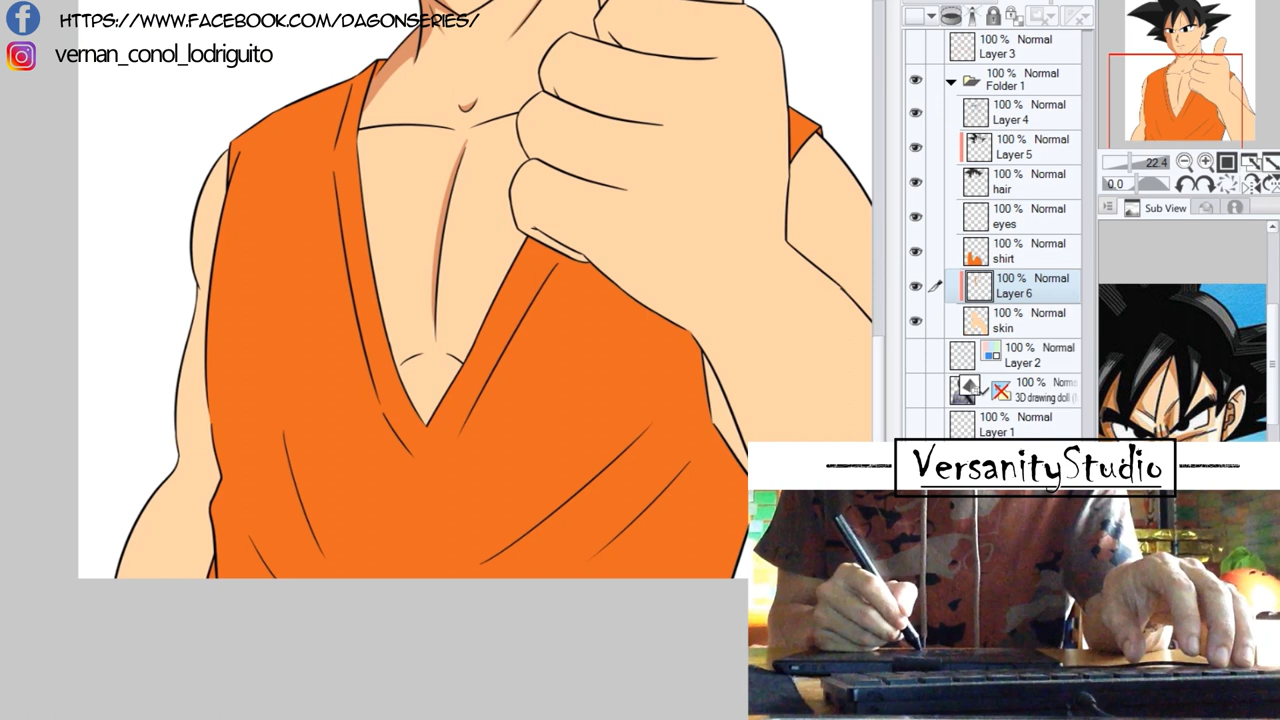 HTTPS://WWW.FACEBOOK.COM/DAGONSERIES/
vernan_conol_lodriguito
100 % Normal
Layer 3
100 % Normal
Folder 1
100 % Normal
Layer 4
100 % Normal
Layer 5
100 % Normal
hair
100 % Normal
eyes
100 % Normal
shirt
100 % Normal
Layer 6
100 % Normal
skin
100 % Normal
Layer 2
100 % Norma
3D drawing doll
100 % Normal
Layer 1
22.4
0.0
Sub View
VersanityStudio